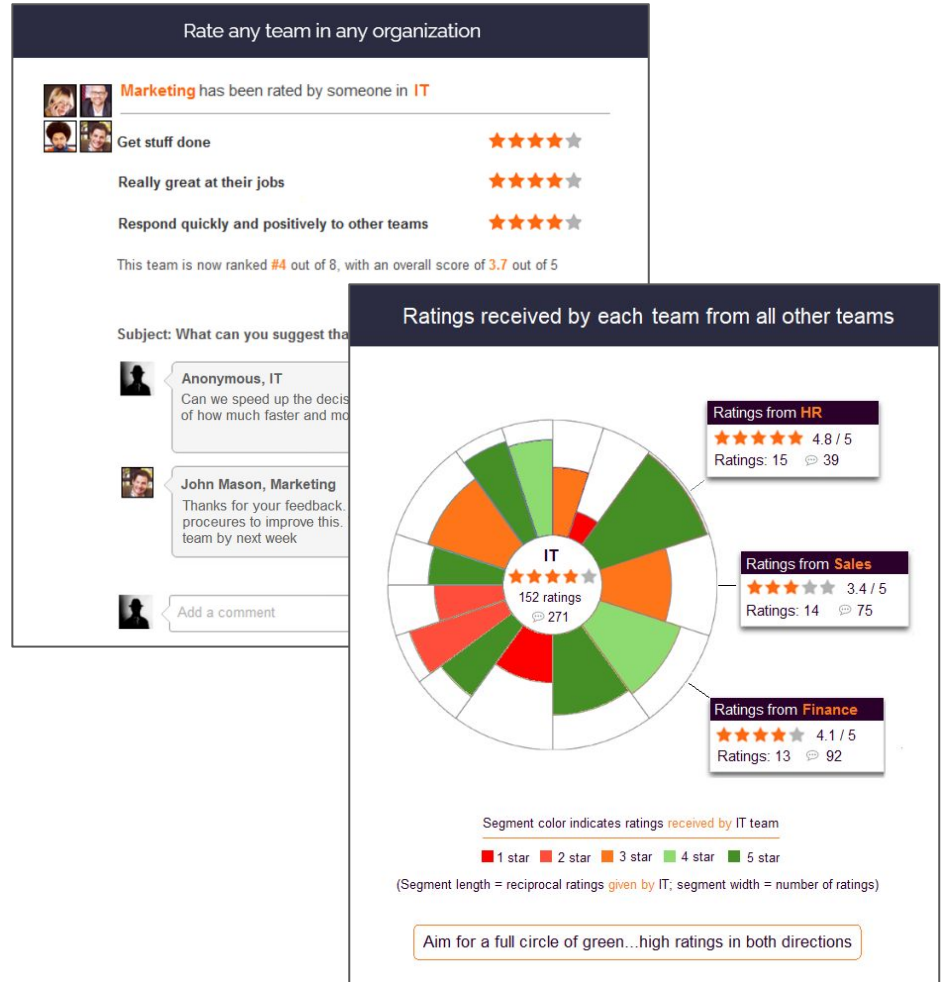 Rate any team in any organization
Marketing has been rated by someone in IT
Get stuff done
Really great at their jobs
Respond quickly and positively to other teams
This team is now ranked #4 out of 8, with an overall score of 3.7 out of 5
Subject: What can you suggest tha
Anonymous, IT
Can we speed up the decis
of how much faster and mo
John Mason, Marketing
Thanks for your feedback.
proceures to improve this.
team by next week
Add a comment
Ratings received by each team from all other teams
Ratings from HR
4.8 / 5
Ratings: 15 39
IT
152 ratings
271
Ratings from Sales
3.4 / 5
Ratings: 14 75
Ratings from Finance
4.1 / 5
Ratings: 13 92
Segment color indicates ratings received by IT team
1 star 2 star 3 star 4 star 5 star
(Segment length = reciprocal ratings given by IT; segment width = number of ratings)
Aim for a full circle of green...high ratings in both directions